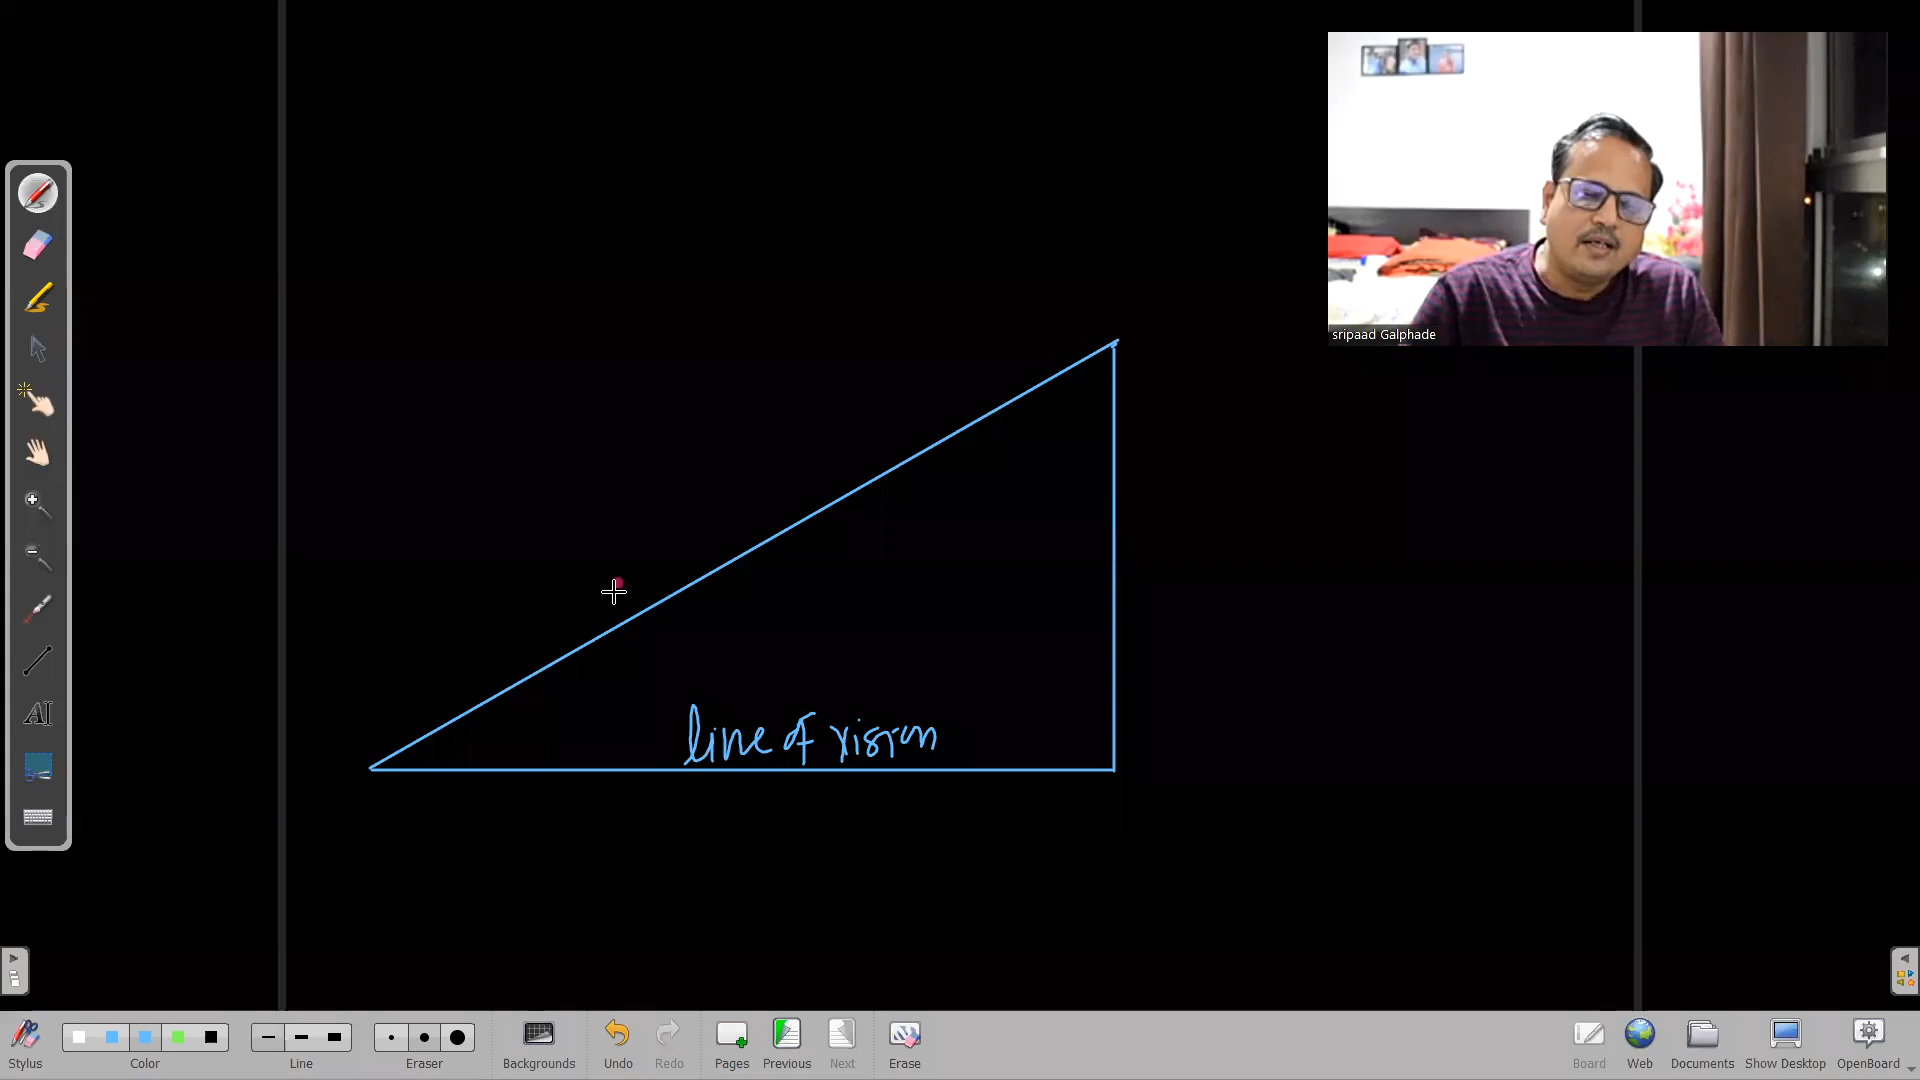 sripaad Galphade
line of vision
AI
Stylus
Color
Line
Eraser
Backgrounds
Undo
Redo
Pages
Previous
Next
Erase
Board
Web
Documents
Show Desktop
OpenBoard